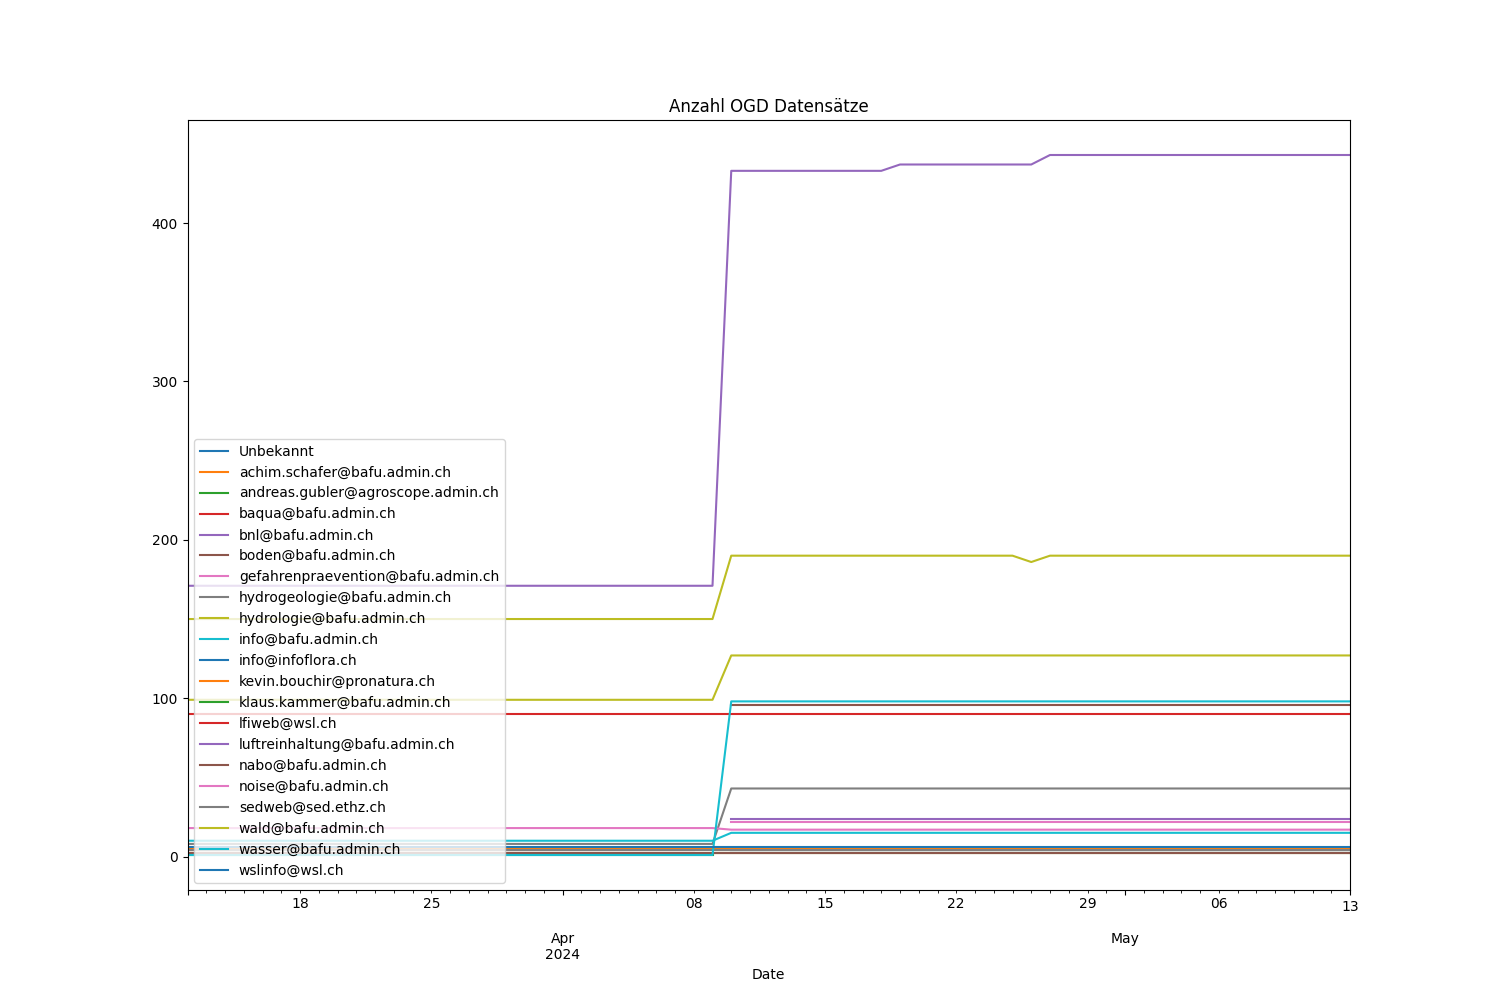 Anzahl OGD Datensätze
400
300
200
100
0
Unbekannt
achim.schafer@bafu.admin.ch
andreas.gubler@agroscope.admin.ch
baqua@bafu.admin.ch
bnl@bafu.admin.ch
boden@bafu.admin.ch
gefahrenpraevention@bafu.admin.ch
hydrogeologie@bafu.admin.ch
hydrologie@bafu.admin.ch
info@bafu.admin.ch
info@infoflora.ch
kevin.bouchir@pronatura.ch
klaus.kammer@bafu.admin.ch
lfiweb@wsl.ch
luftreinhaltung@bafu.admin.ch
nabo@bafu.admin.ch
noise@bafu.admin.ch
sedweb@sed.ethz.ch
wald@bafu.admin.ch
wasser@bafu.admin.ch
wslinfo@wsl.ch
18 25 08 15 22 29 06 13
Apr May
2024
Date